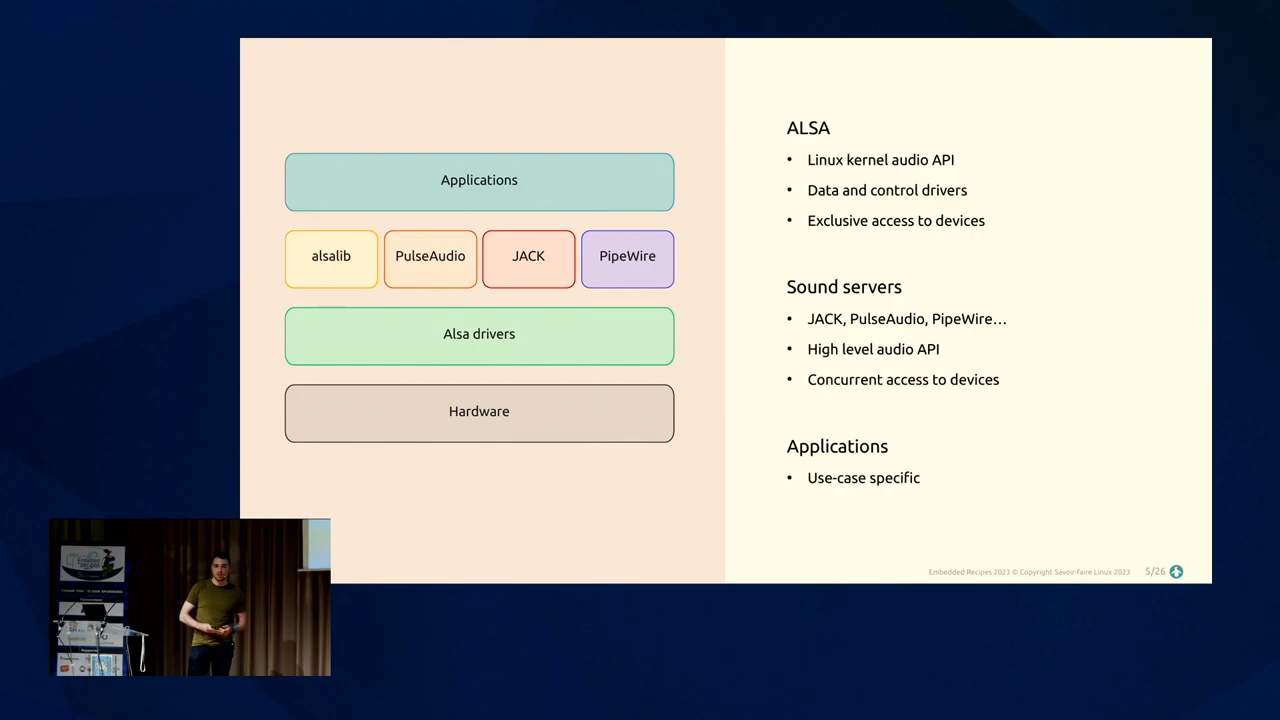 Applications
alsalib
PulseAudio
JACK
PipeWire
Alsa drivers
Hardware
ALSA
• Linux kernel audio API
• Data and control drivers
• Exclusive access to devices
Sound servers
• JACK, PulseAudio, PipeWire…
• High level audio API
• Concurrent access to devices
Applications
• Use-case specific
Embedded Recipes 2023 © Copyright Savoir-faire Linux 2023
5/26